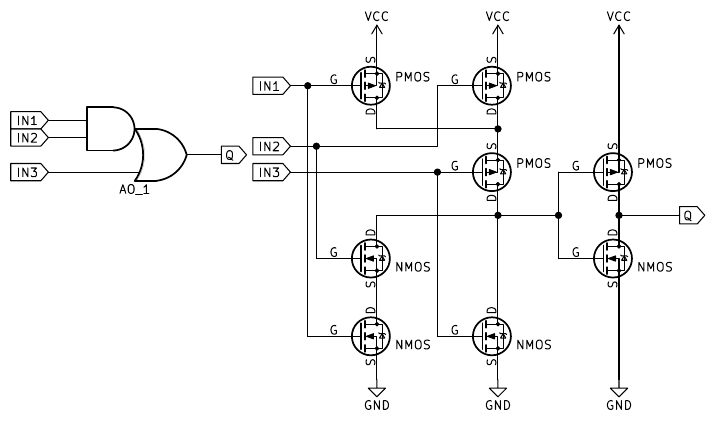 VCC VCC VCC
S S
IN1 G PMOS G PMOS
D D
IN1
IN2
Q
IN2
S S
IN3 AO_1 IN3 G PMOS G PMOS
D D
Q
D D
G NMOS G NMOS
S S
D D
G NMOS G NMOS
S S
GND GND GND